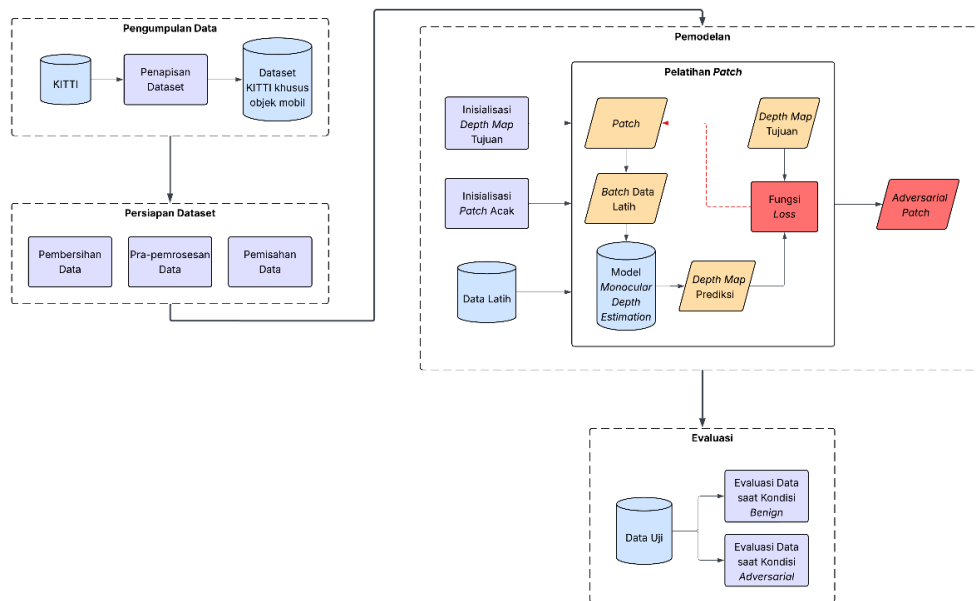 Pengumpulan Data
KITTI
Penapisan
Dataset
Dataset
KITTI khusus
objek mobil
Persiapan Dataset
Pembersihan
Data
Pra-pemrosesan
Data
Pemisahan
Data
Pemodelan
Inisialisasi
Depth Map
Tujuan
Inisialisasi
Patch Acak
Data Latih
Pelatihan Patch
Patch
Batch Data
Latih
Model
Monocular
Depth
Estimation
Depth Map
Prediksi
Depth Map
Tujuan
Fungsi
Loss
Adversarial
Patch
Evaluasi
Data Uji
Evaluasi Data
saat Kondisi
Benign
Evaluasi Data
saat Kondisi
Adversarial